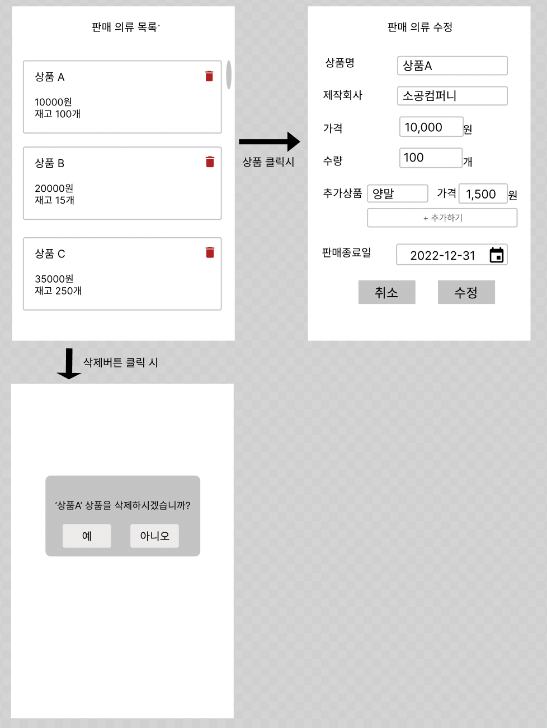 판매 의류 목록
상품 A
10000원
재고 100개
상품 B
20000원
재고 15개
상품 C
35000원
재고 250개
상품 클릭시
판매 의류 수정
상품명 상품A
제작회사 소공컴퍼니
가격 10,000 원
수량 100 개
추가상품 양말 가격 1,500 원
+ 추가하기
판매종료일 2022-12-31
취소 수정
삭제버튼 클릭 시
'상품A' 상품을 삭제하시겠습니까?
예 아니오